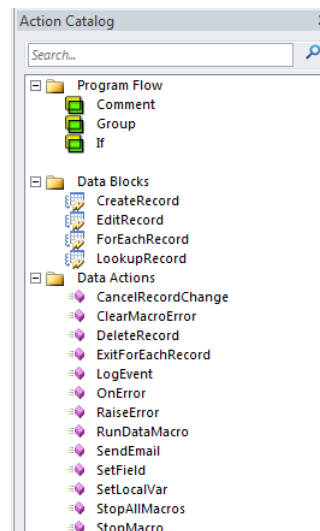 Action Catalog
Search...
Program Flow
Comment
Group
If
Data Blocks
CreateRecord
EditRecord
ForEachRecord
LookupRecord
Data Actions
CancelRecordChange
ClearMacroError
DeleteRecord
ExitForEachRecord
LogEvent
OnError
RaiseError
RunDataMacro
SendEmail
SetField
SetLocalVar
StopAllMacros
StopMacro